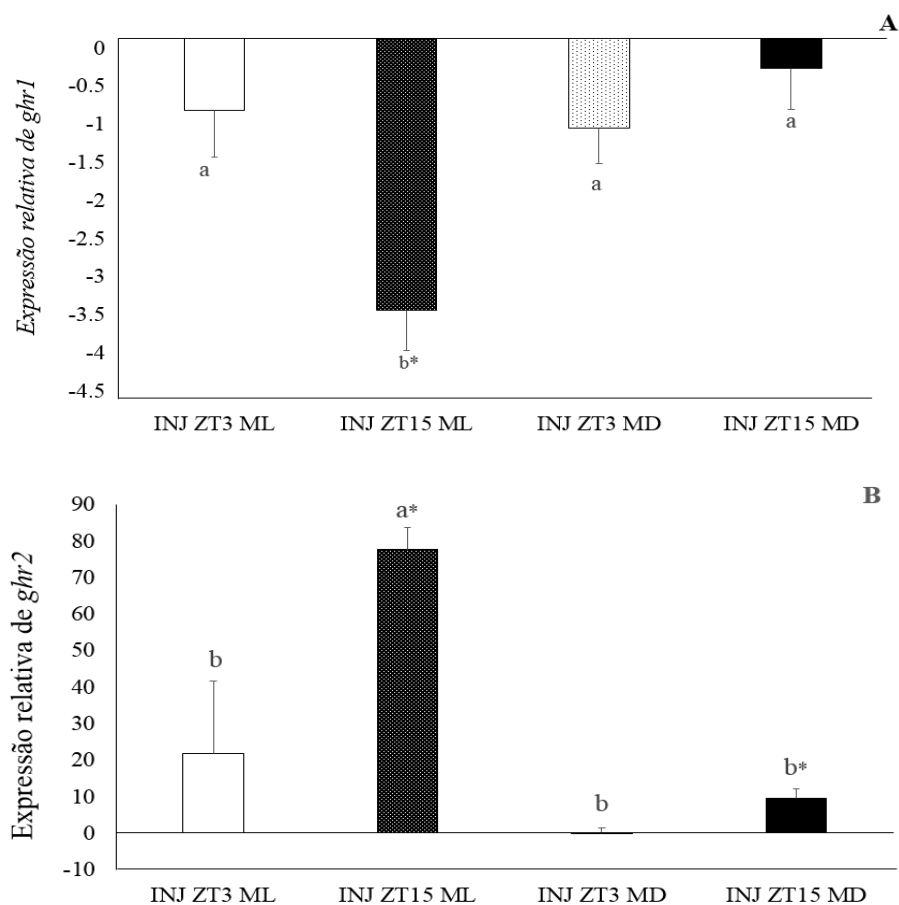 A
Expressão relativa de ghr1
0
-0.5
-1
-1.5
-2
-2.5
-3
-3.5
-4
-4.5
a
b*
a
a
INJ ZT3 ML INJ ZT15 ML INJ ZT3 MD INJ ZT15 MD
B
Expressão relativa de ghr2
90
80
70
60
50
40
30
20
10
0
-10
b
a*
b
b*
INJ ZT3 ML INJ ZT15 ML INJ ZT3 MD INJ ZT15 MD